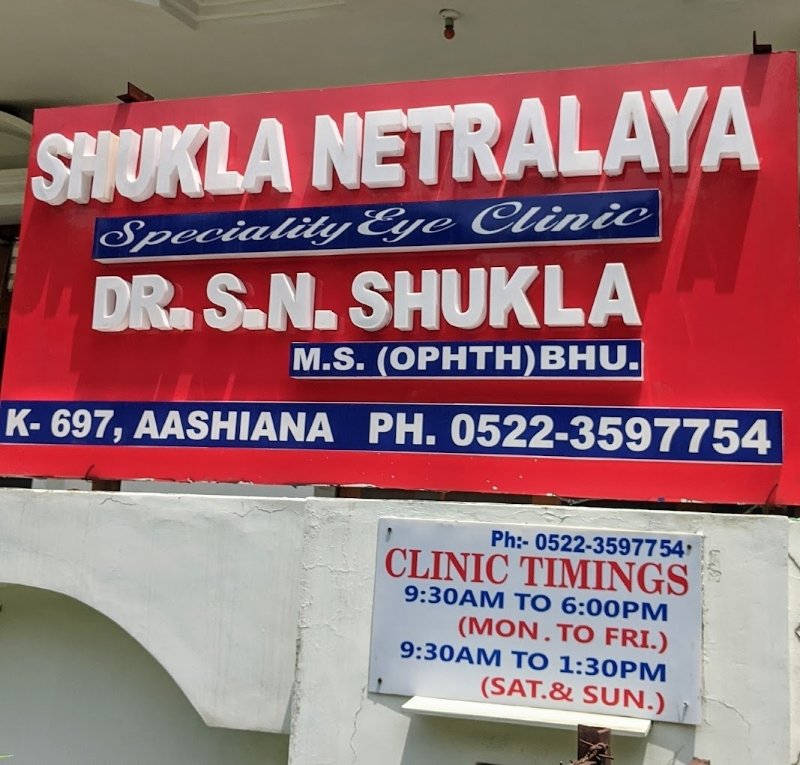 SHUKLA NETRALAYA
Speciality Eye Clinic
DR. S.N. SHUKLA
M.S. (OPHTH)BHU.
K- 697, AASHIANA PH. 0522-3597754
Ph:- 0522-3597754
CLINIC TIMINGS
9:30AM TO 6:00PM
(MON. TO FRI.)
9:30AM TO 1:30PM
(SAT.& SUN.)